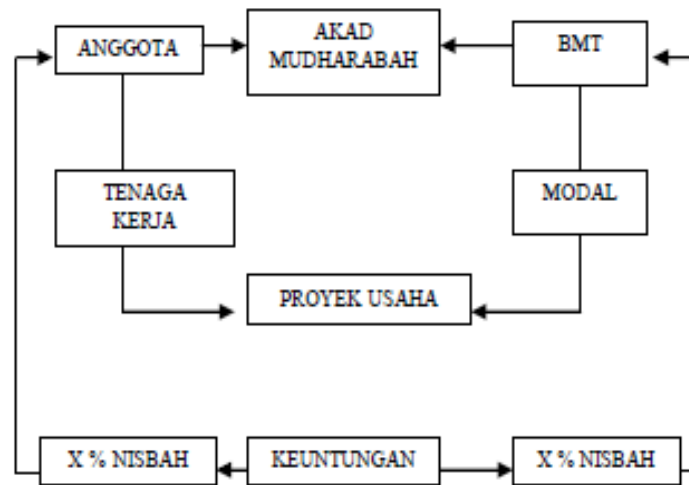 ANGGOTA
AKAD
MUDHARABAH
BMT
TENAGA
KERJA
MODAL
PROYEK USAHA
X % NISBAH
KEUNTUNGAN
X % NISBAH